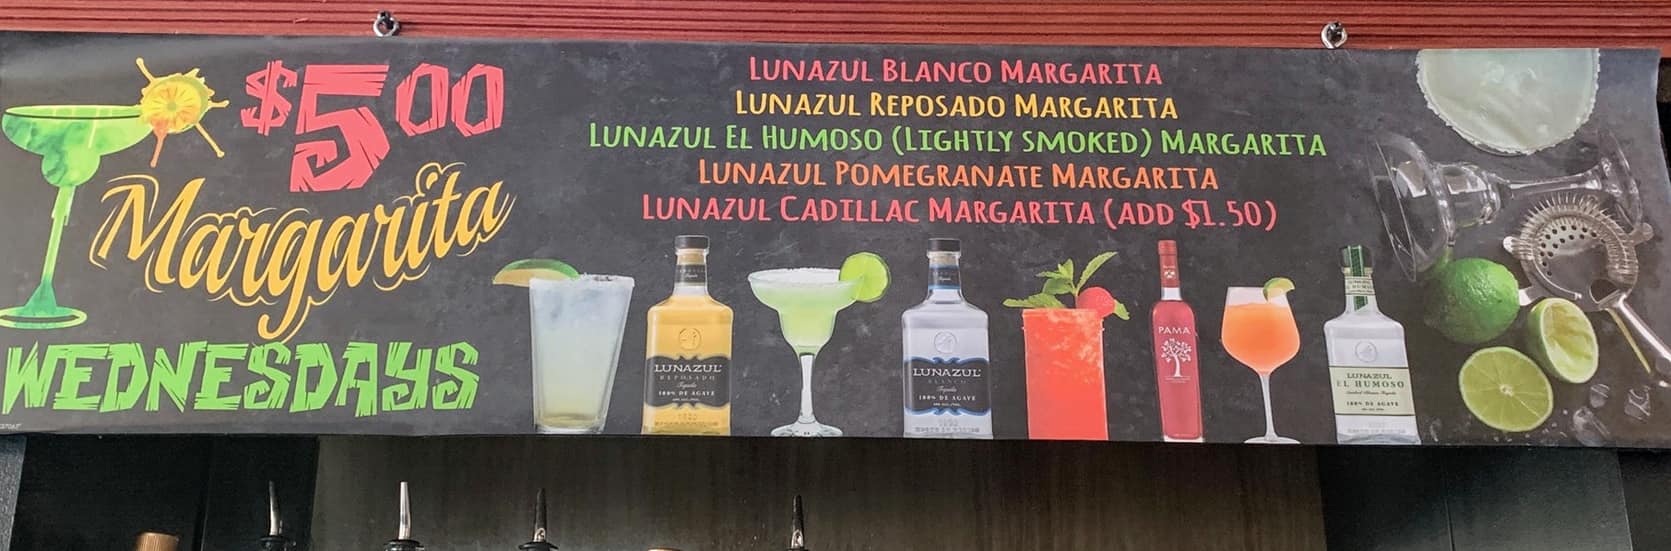 $5.00
Margarita
WEDNESDAYS
LUNAZUL BLANCO MARGARITA
LUNAZUL REPOSADO MARGARITA
LUNAZUL EL HUMOSO (LIGHTLY SMOKED) MARGARITA
LUNAZUL POMEGRANATE MARGARITA
LUNAZUL CADILLAC MARGARITA (ADD $1.50)
LUNAZUL
REPOSADO
Tequila
100% DE AGAVE
LUNAZUL
BLANCO
Tequila
100% DE AGAVE
PAMA
LUNAZUL
EL HUMOSO
100% DE AGAVE